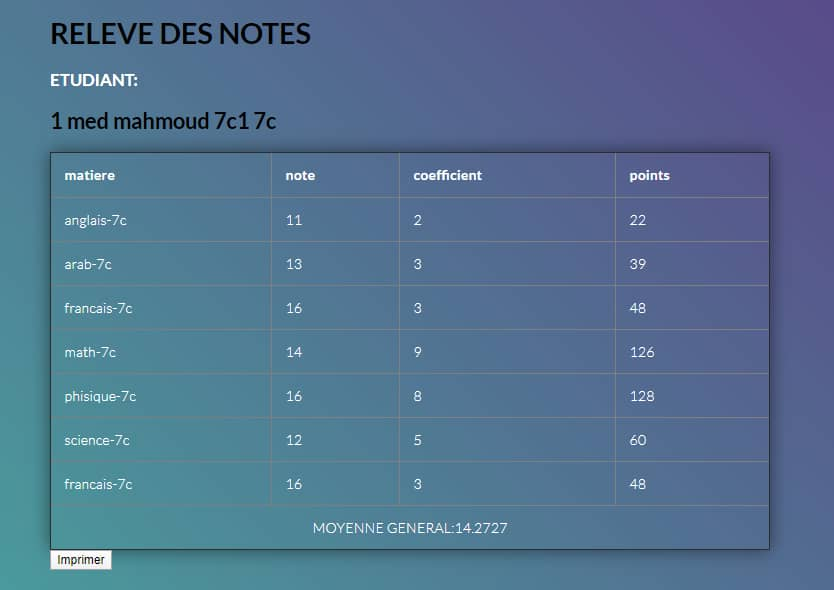 RELEVE DES NOTES
ETUDIANT:
1 med mahmoud 7c1 7c
matiere note coefficient points
anglais-7c 11 2 22
arab-7c 13 3 39
francais-7c 16 3 48
math-7c 14 9 126
phisique-7c 16 8 128
science-7c 12 5 60
francais-7c 16 3 48
MOYENNE GENERAL:14.2727
Imprimer